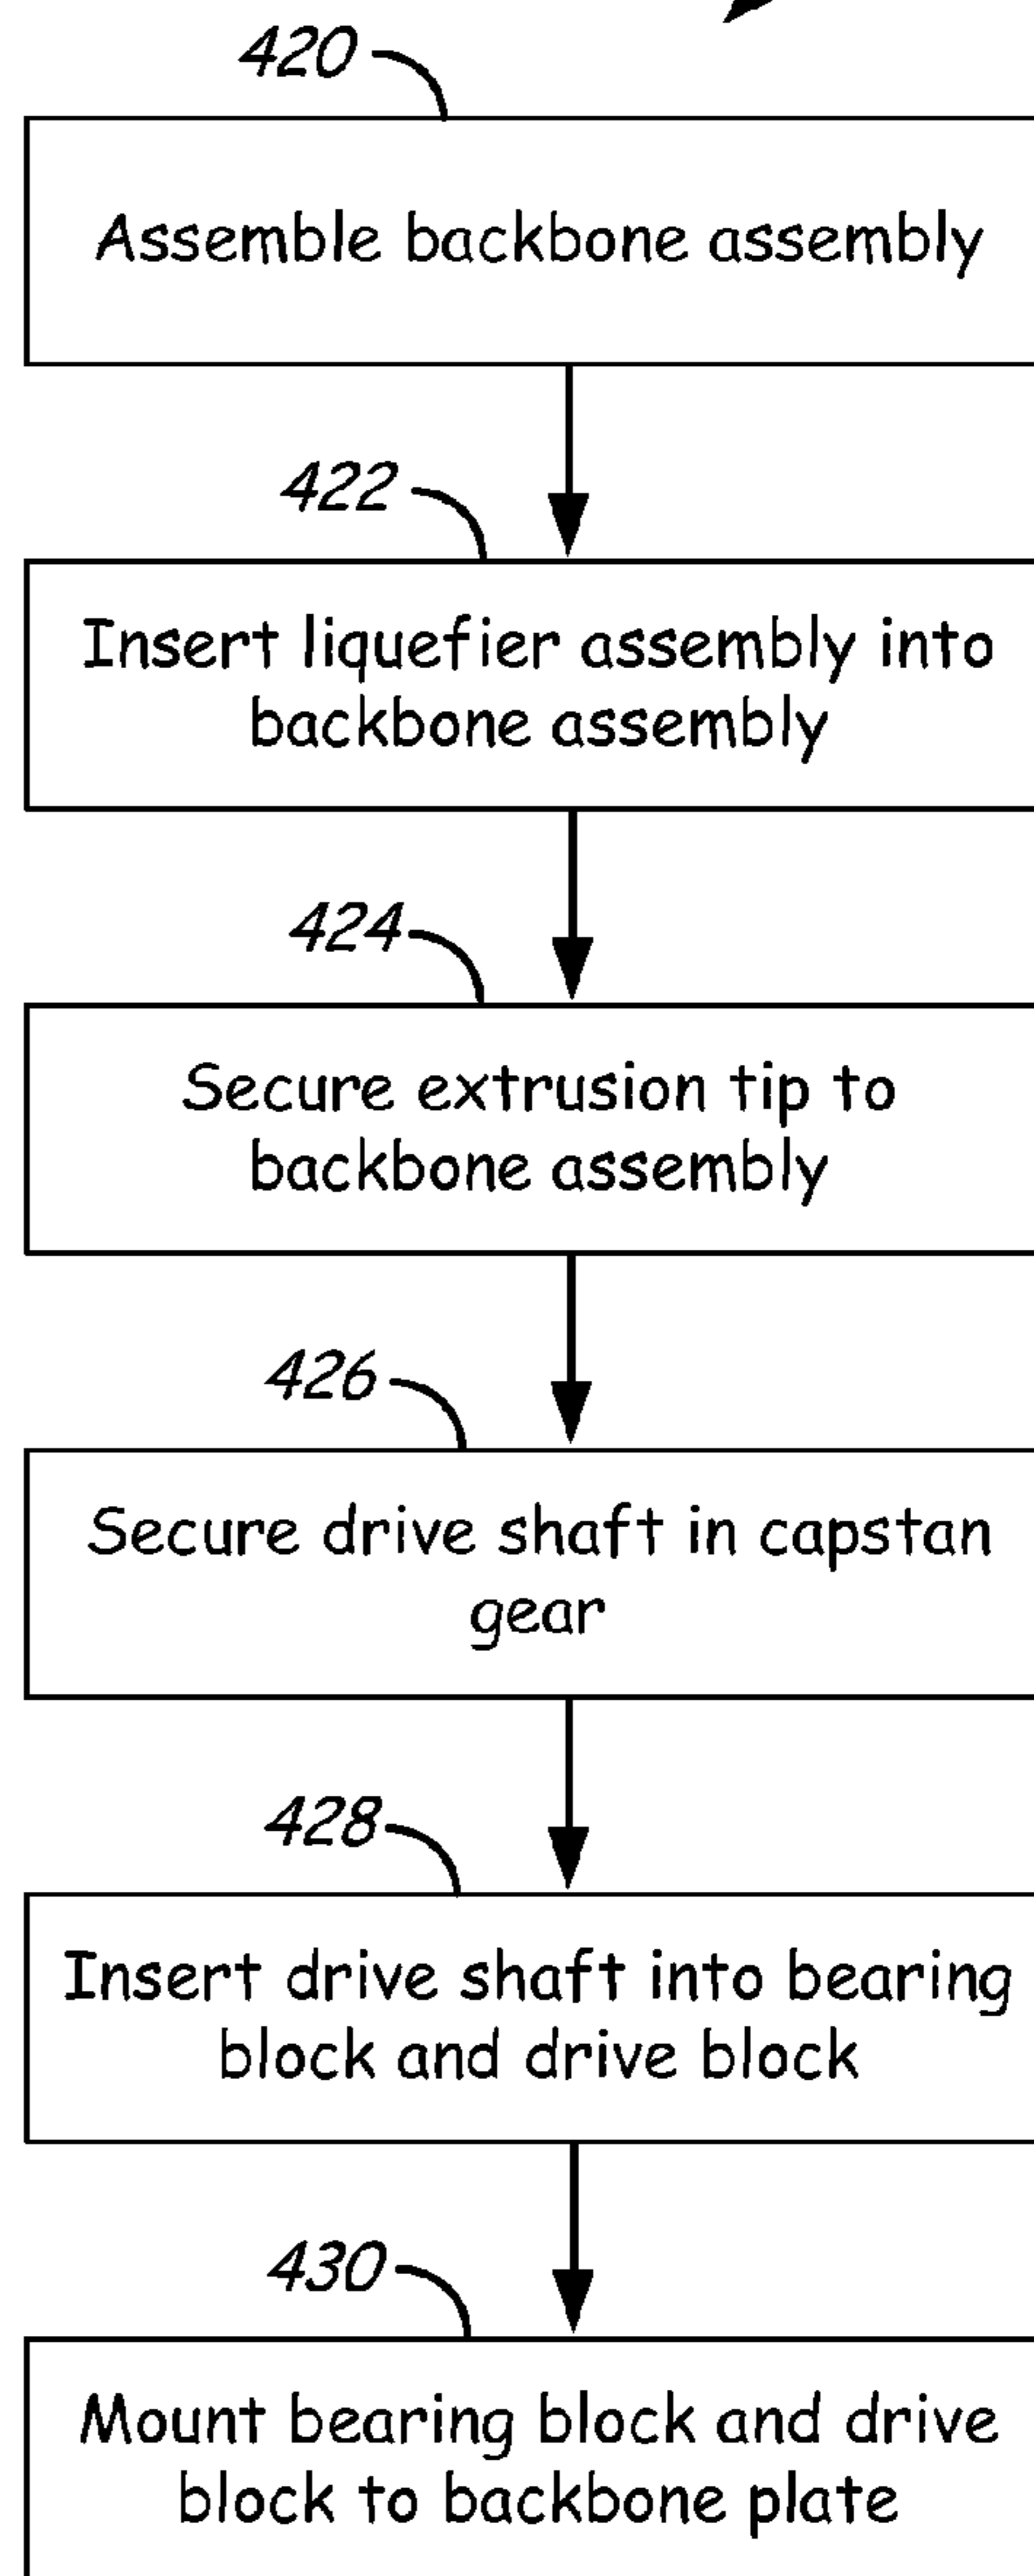 420
Assemble backbone assembly
422
Insert liquefier assembly into
backbone assembly
424
Secure extrusion tip to
backbone assembly
426
Secure drive shaft in capstan
gear
428
Insert drive shaft into bearing
block and drive block
430
Mount bearing block and drive
block to backbone plate